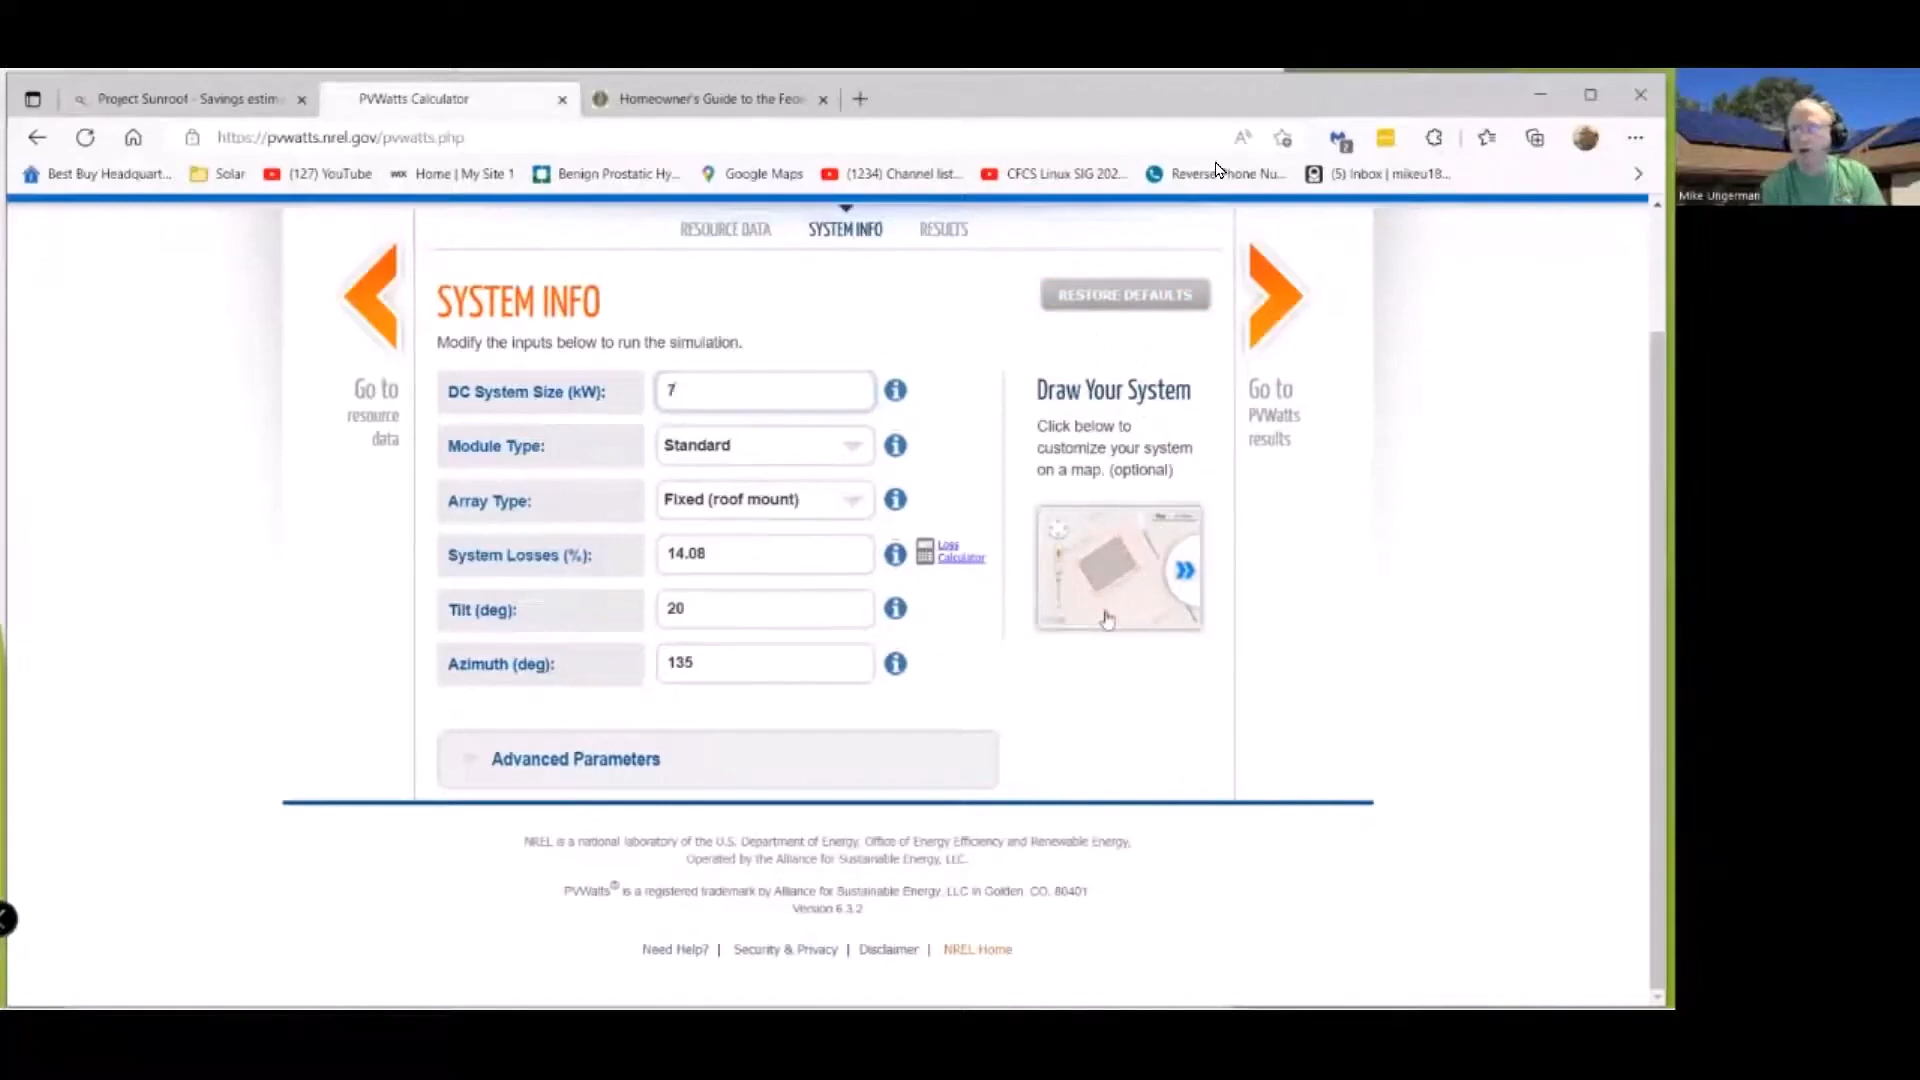 Project Sunroof - Savings estim
PVWatts Calculator
Homeowner's Guide to the Fede
https://pvwatts.nrel.gov/pvwatts.php
Best Buy Headquart...
Solar
(127) YouTube
Home | My Site 1
Benign Prostatic Hy...
Google Maps
(1234) Channel list...
CFCS Linux SIG 202...
Reverse Phone Nu...
(5) Inbox | mikeu18...
Mike Ungerman
RESOURCE DATA
SYSTEM INFO
RESULTS
SYSTEM INFO
RESTORE DEFAULTS
Modify the inputs below to run the simulation.
Go to
resource
data
DC System Size (kW):
7
Module Type:
Standard
Array Type:
Fixed (roof mount)
System Losses (%):
14.08
Loss
Calculator
Tilt (deg):
20
Azimuth (deg):
135
Draw Your System
Click below to
customize your system
on a map. (optional)
Go to
PVWatts
results
Advanced Parameters
NREL is a national laboratory of the U.S. Department of Energy, Office of Energy Efficiency and Renewable Energy,
Operated by the Alliance for Sustainable Energy, LLC.
PVWatts® is a registered trademark by Alliance for Sustainable Energy, LLC in Golden, CO, 80401
Version 6.3.2
Need Help? | Security & Privacy | Disclaimer | NREL Home